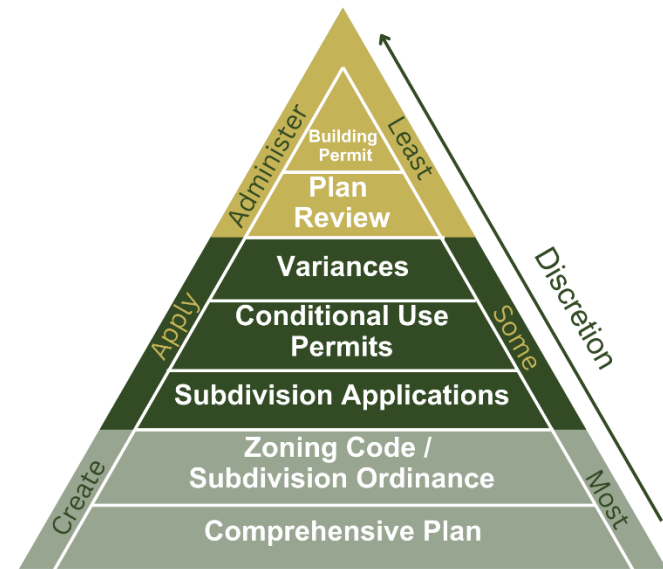 Building
Permit
Plan
Review
Variances
Conditional Use
Permits
Subdivision Applications
Zoning Code /
Subdivision Ordinance
Comprehensive Plan
Administer
Apply
Create
Least
Some
Most
Discretion